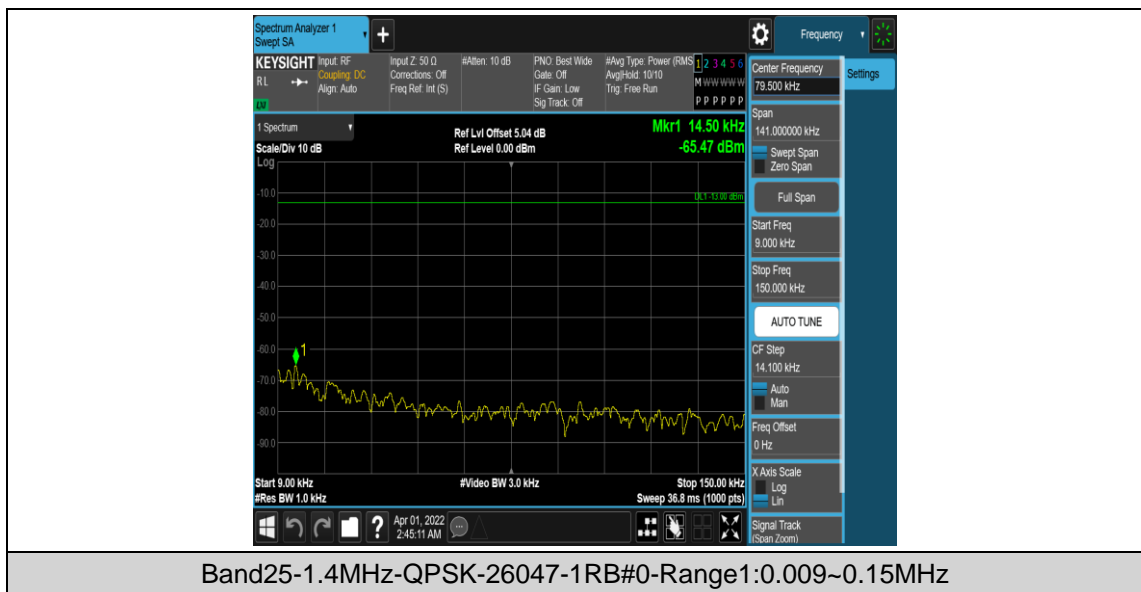 Spectrum Analyzer 1
Swept SA
+
Frequency
KEYSIGHT
RL
LXI
Input: RF
Coupling: DC
Align: Auto
Input Z: 50 Ω
Corrections: Off
Freq Ref: Int (S)
#Atten: 10 dB
PNO: Best Wide
Gate: Off
IF Gain: Low
Sig Track: Off
#Avg Type: Power (RMS
Avg|Hold: 10/10
Trig: Free Run
1 2 3 4 5 6
M W W W W W
P P P P P P
Center Frequency
79.500 kHz
Settings
1 Spectrum
Scale/Div 10 dB
Ref Lvl Offset 5.04 dB
Ref Level 0.00 dBm
Mkr1 14.50 kHz
-65.47 dBm
Log
DL1 -13.00 dBm
-10.0
-20.0
-30.0
-40.0
-50.0
-60.0
-70.0
-80.0
-90.0
1
Span
141.000000 kHz
Swept Span
Zero Span
Full Span
Start Freq
9.000 kHz
Stop Freq
150.000 kHz
AUTO TUNE
CF Step
14.100 kHz
Auto
Man
Freq Offset
0 Hz
X Axis Scale
Log
Lin
Signal Track
(Span Zoom)
Start 9.00 kHz
#Res BW 1.0 kHz
#Video BW 3.0 kHz
Stop 150.00 kHz
Sweep 36.8 ms (1000 pts)
?
Apr 01, 2022
2:45:11 AM
Band25-1.4MHz-QPSK-26047-1RB#0-Range1:0.009~0.15MHz